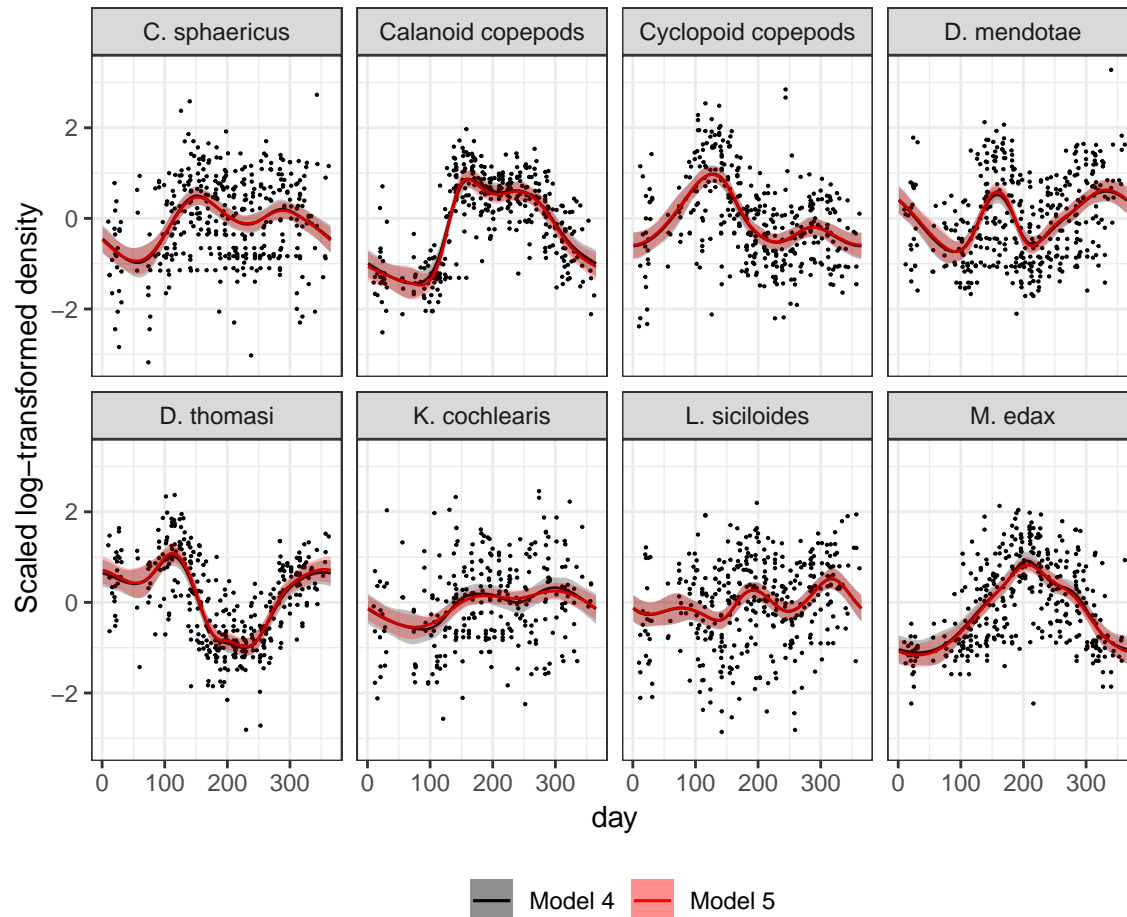 C. sphaericus Calanoid copepods Cyclopoid copepods D. mendotae
2
0
−2
D. thomasi K. cochlearis L. siciloides M. edax
2
0
−2
0 100 200 300 0 100 200 300 0 100 200 300 0 100 200 300
Scaled log−transformed density
day
Model 4 Model 5